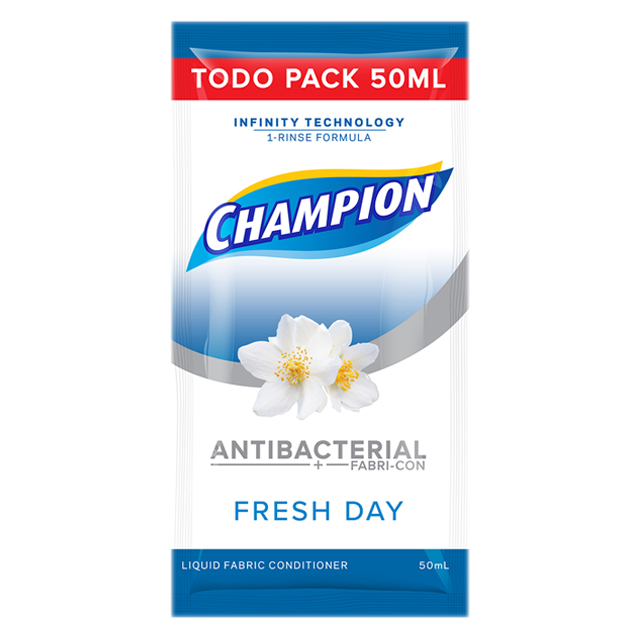 TODO PACK 50ML
INFINITY TECHNOLOGY
1-RINSE FORMULA
CHAMPION
ANTIBACTERIAL
+ FABRI-CON
FRESH DAY
LIQUID FABRIC CONDITIONER 50mL